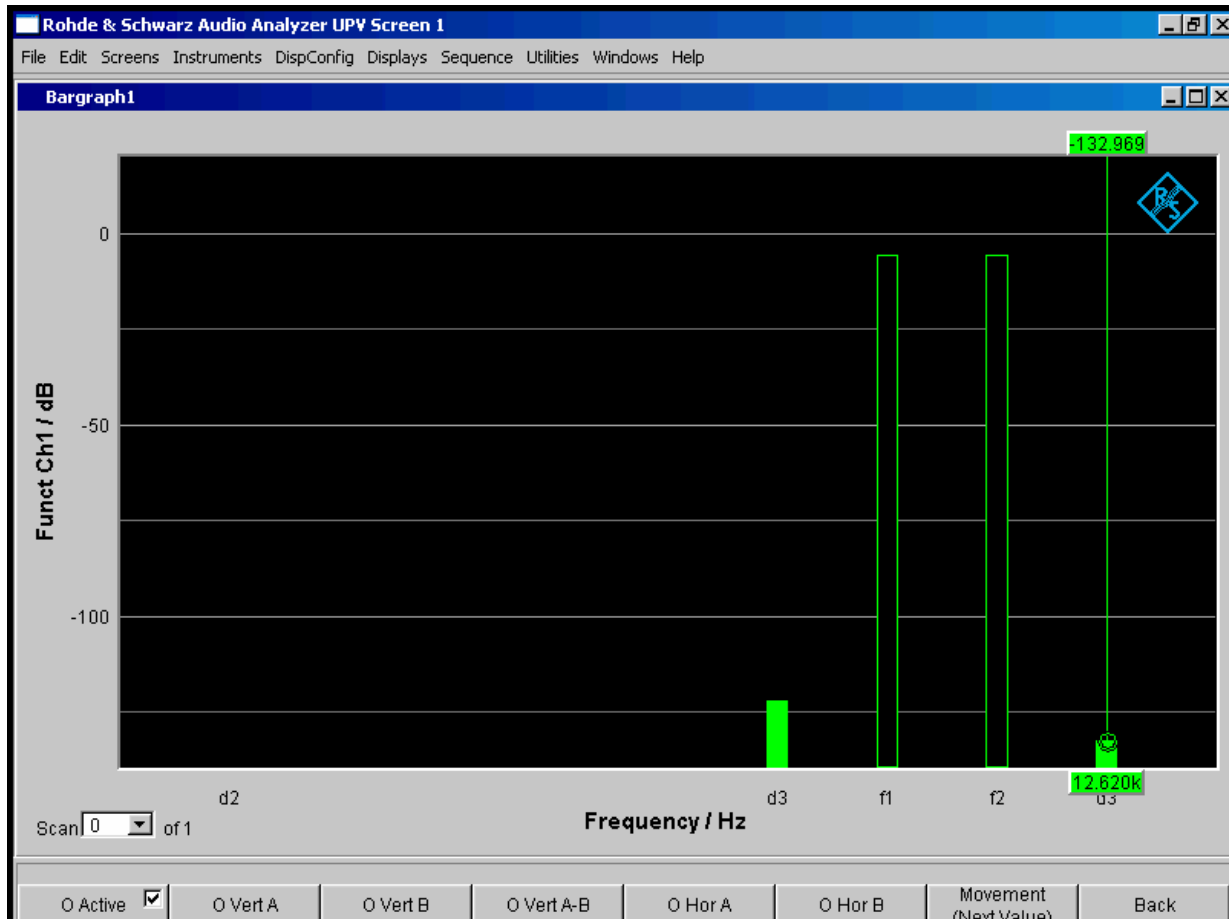 Rohde & Schwarz Audio Analyzer UPV Screen 1
File Edit Screens Instruments DispConfig Displays Sequence Utilities Windows Help
Bargraph1
-132.969
R S
0
-50
-100
Funct Ch1 / dB
12.620k
d2 d3 f1 f2 d3
Frequency / Hz
Scan 0 of 1
O Active O Vert A O Vert B O Vert A-B O Hor A O Hor B Movement (Next Value) Back